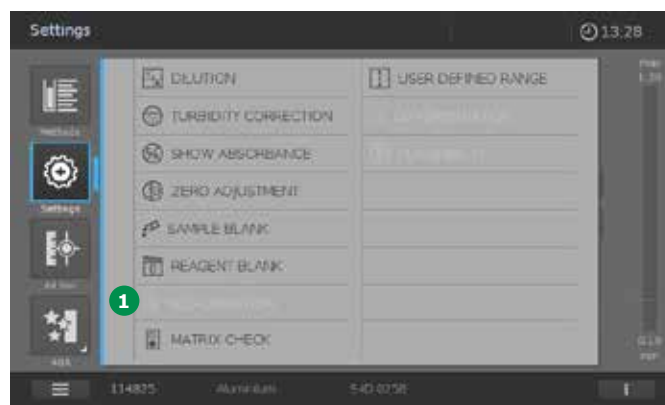 Settings
13:28
DILUTION
TURBIDITY CORRECTION
SHOW ABSORBANCE
ZERO ADJUSTMENT
SAMPLE BLANK
REAGENT BLANK
MATRIX CHECK
USER DEFINED RANGE
Methods
Settings
AQA
1
114825 Aluminium